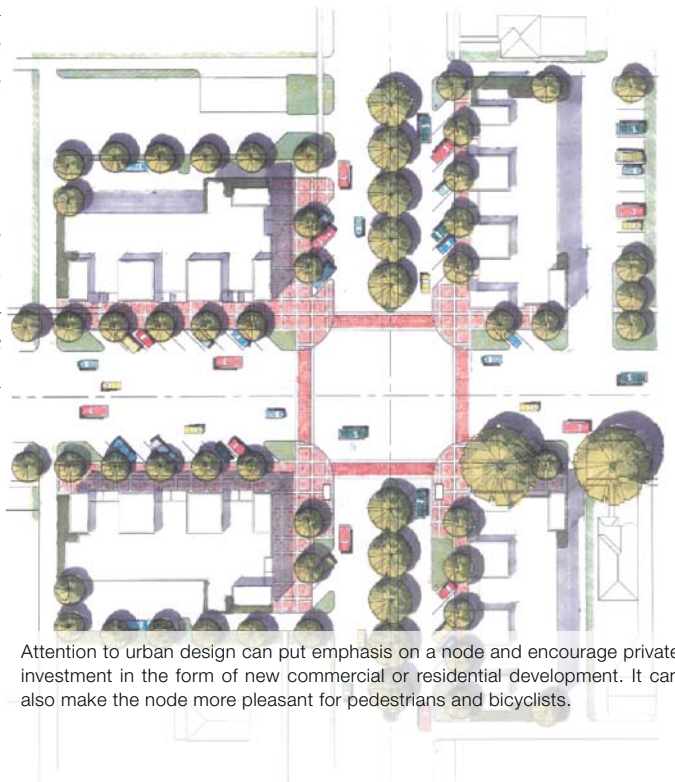 Attention to urban design can put emphasis on a node and encourage private
investment in the form of new commercial or residential development. It can
also make the node more pleasant for pedestrians and bicyclists.